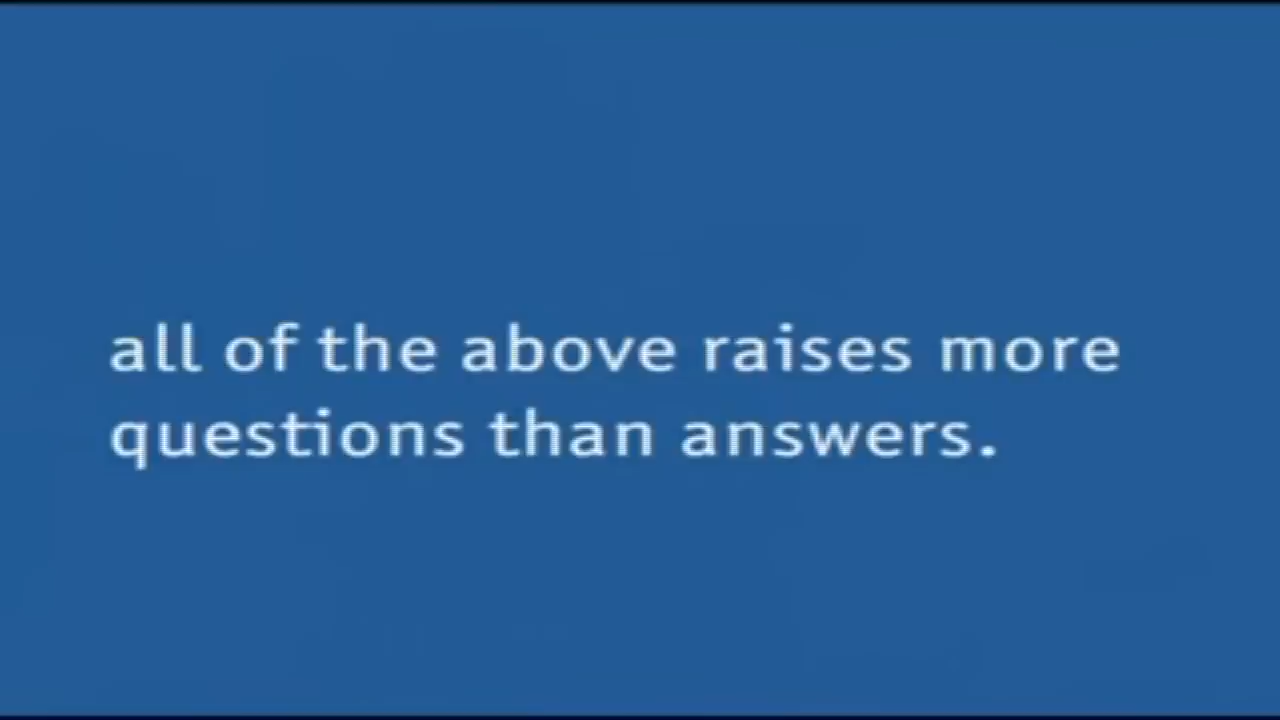 all of the above raises more
questions than answers.